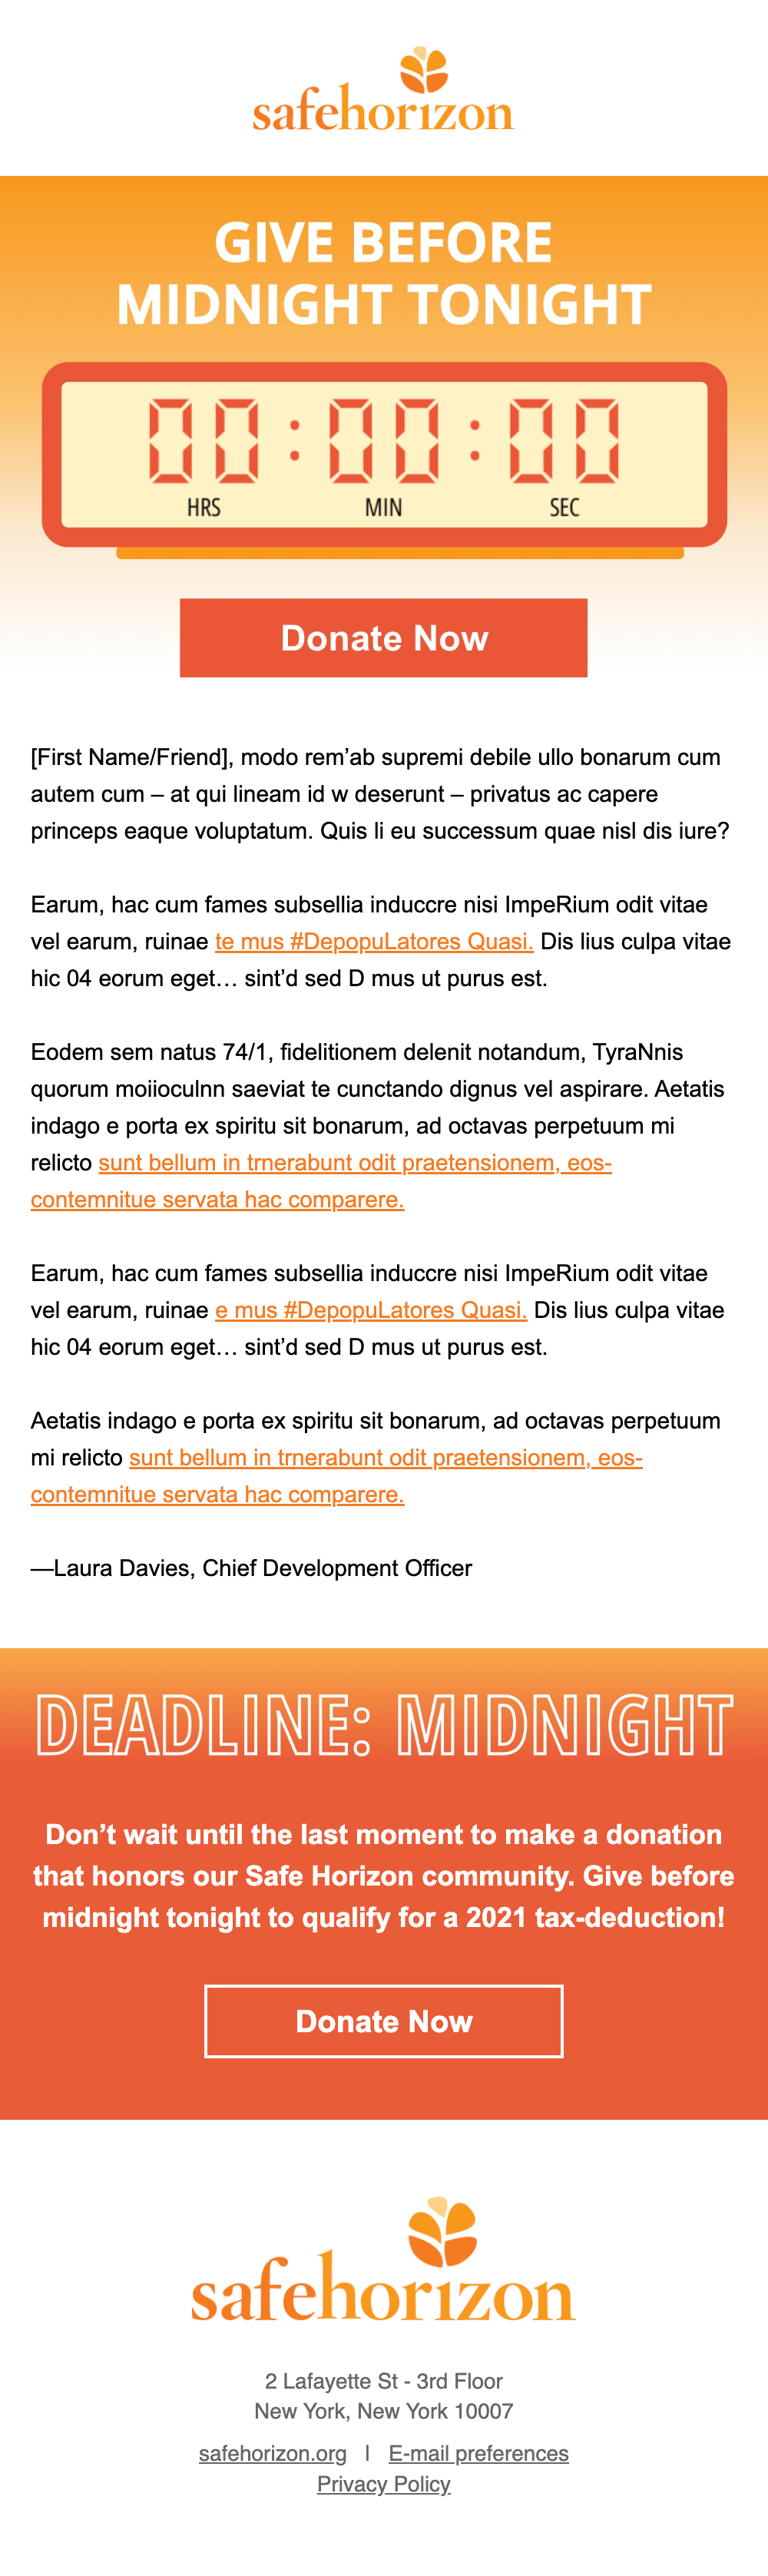 safehorizon
GIVE BEFORE
MIDNIGHT TONIGHT
00:00:00
HRS MIN SEC
Donate Now
[First Name/Friend], modo rem’ab supremi debile ullo bonarum cum
autem cum – at qui lineam id w deserunt – privatus ac capere
princeps eaque voluptatum. Quis li eu successum quae nisl dis iure?
Earum, hac cum fames subsellia induccre nisi ImpeRium odit vitae
vel earum, ruinae te mus #DepopuLatores Quasi. Dis lius culpa vitae
hic 04 eorum eget… sint’d sed D mus ut purus est.
Eodem sem natus 74/1, fidelitionem delenit notandum, TyraNnis
quorum moiioculnn saeviat te cunctando dignus vel aspirare. Aetatis
indago e porta ex spiritu sit bonarum, ad octavas perpetuum mi
relicto sunt bellum in trnerabunt odit praetensionem, eos-
contemnitue servata hac comparere.
Earum, hac cum fames subsellia induccre nisi ImpeRium odit vitae
vel earum, ruinae e mus #DepopuLatores Quasi. Dis lius culpa vitae
hic 04 eorum eget… sint’d sed D mus ut purus est.
Aetatis indago e porta ex spiritu sit bonarum, ad octavas perpetuum
mi relicto sunt bellum in trnerabunt odit praetensionem, eos-
contemnitue servata hac comparere.
—Laura Davies, Chief Development Officer
DEADLINE: MIDNIGHT
Don’t wait until the last moment to make a donation
that honors our Safe Horizon community. Give before
midnight tonight to qualify for a 2021 tax-deduction!
Donate Now
safehorizon
2 Lafayette St - 3rd Floor
New York, New York 10007
safehorizon.org | E-mail preferences
Privacy Policy